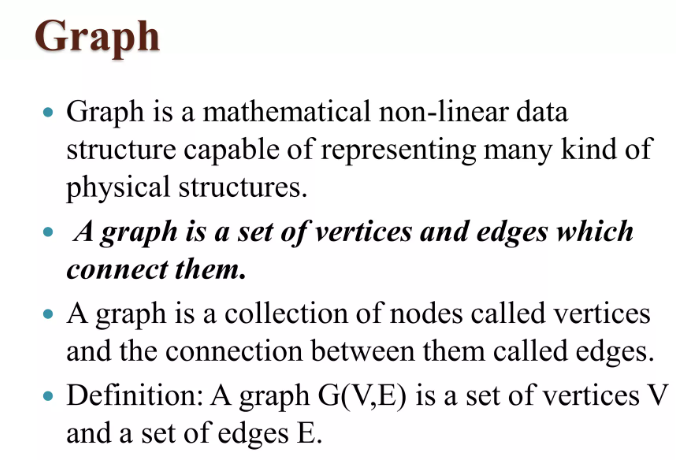 Graph
• Graph is a mathematical non-linear data
structure capable of representing many kind of
physical structures.
• A graph is a set of vertices and edges which
connect them.
• A graph is a collection of nodes called vertices
and the connection between them called edges.
• Definition: A graph G(V,E) is a set of vertices V
and a set of edges E.